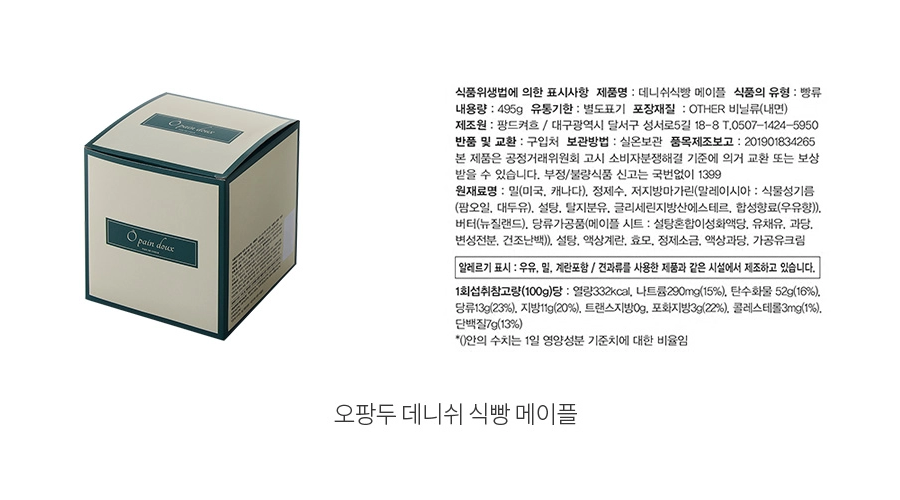 Ô pain doux
Ô pain doux
식품위생법에 의한 표시사항 제품명 : 데니쉬식빵 메이플 식품의 유형 : 빵류
내용량 : 495g 유통기한 : 별도표기 포장재질 : OTHER 비닐류(내면)
제조원 : 팡드켜흐 / 대구광역시 달서구 성서로5길 18-8 T.0507-1424-5950
반품 및 교환 : 구입처 보관방법 : 실온보관 품목제조보고 : 201901834265
본 제품은 공정거래위원회 고시 소비자분쟁해결 기준에 의거 교환 또는 보상
받을 수 있습니다. 부정/불량식품 신고는 국번없이 1399
원재료명 : 밀(미국, 캐나다), 정제수, 저지방마가린(말레이시아 : 식물성기름
(팜오일, 대두유), 설탕, 탈지분유, 글리세린지방산에스테르, 합성향료(우유향)),
버터(뉴질랜드), 당류가공품(메이플 시트 : 설탕혼합이성화액당, 유채유, 과당,
변성전분, 건조난백)), 설탕, 액상계란, 효모, 정제소금, 액상과당, 가공유크림
알레르기 표시 : 우유, 밀, 계란포함 / 견과류를 사용한 제품과 같은 시설에서 제조하고 있습니다.
1회섭취참고량(100g)당 : 열량332kcal, 나트륨290mg(15%), 탄수화물 52g(16%),
당류13g(23%), 지방11g(20%), 트랜스지방0g, 포화지방3g(22%), 콜레스테롤3mg(1%),
단백질7g(13%)
*()안의 수치는 1일 영양성분 기준치에 대한 비율임
오팡두 데니쉬 식빵 메이플